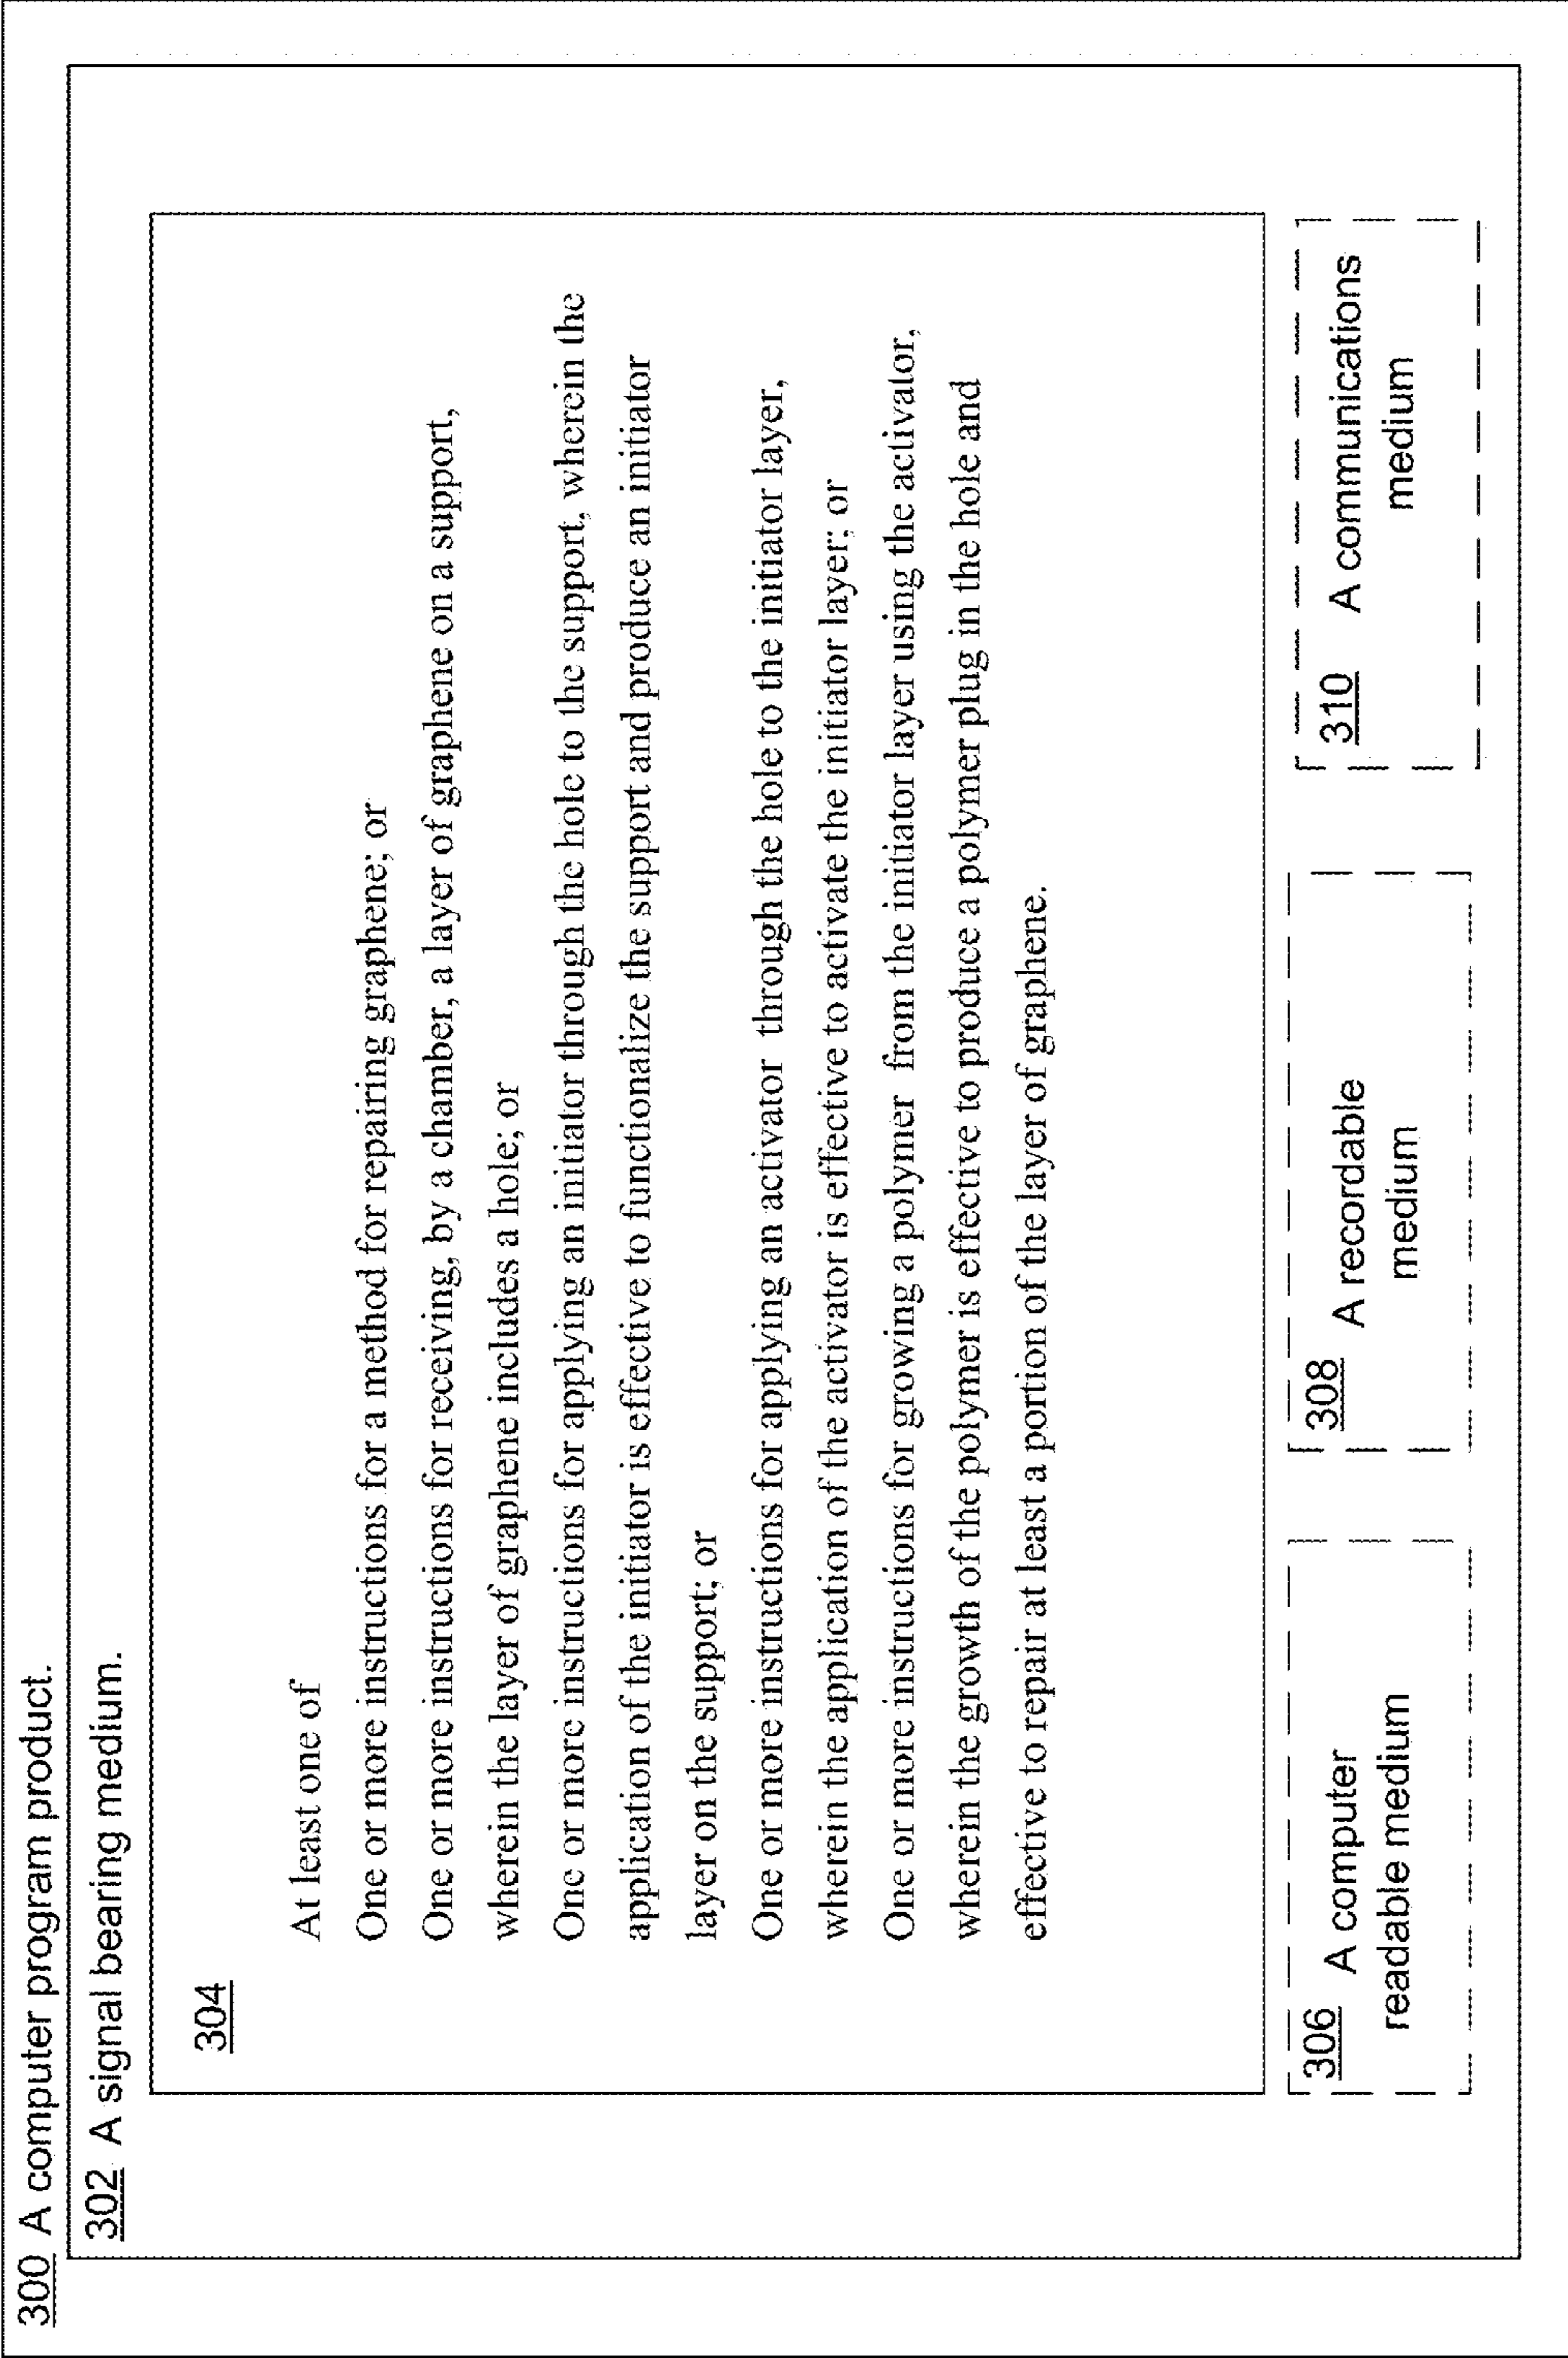 300 A computer program product.
302 A signal bearing medium.
304
At least one of
One or more instructions for a method for repairing graphene; or
One or more instructions for receiving, by a chamber, a layer of graphene on a support,
wherein the layer of graphene includes a hole; or
One or more instructions for applying an initiator through the hole to the support, wherein the
application of the initiator is effective to functionalize the support and produce an initiator
layer on the support; or
One or more instructions for applying an activator through the hole to the initiator layer,
wherein the application of the activator is effective to activate the initiator layer; or
One or more instructions for growing a polymer from the initiator layer using the activator,
wherein the growth of the polymer is effective to produce a polymer plug in the hole and
effective to repair at least a portion of the layer of graphene.
306 A computer
readable medium
308 A recordable
medium
310 A communications
medium